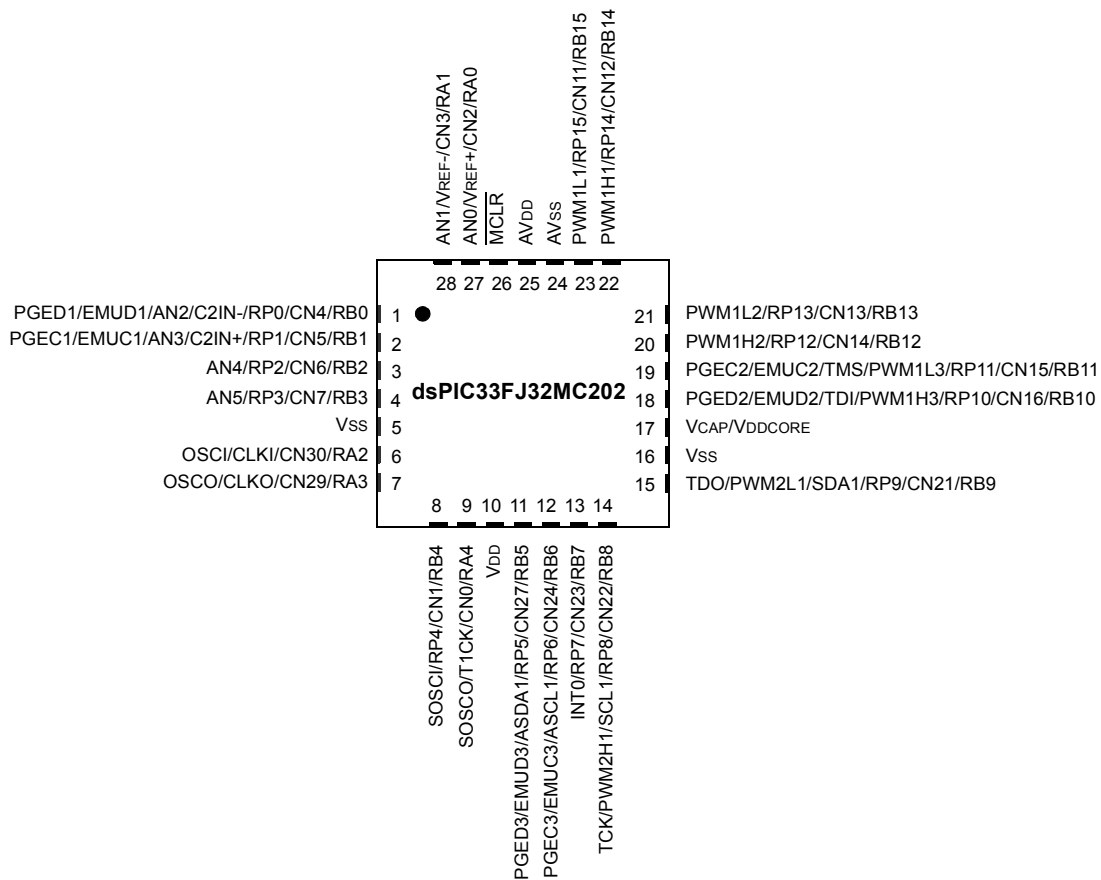 AN1/VREF-/CN3/RA1
AN0/VREF+/CN2/RA0
MCLR
AVDD
AVSS
PWM1L1/RP15/CN11/RB15
PWM1H1/RP14/CN12/RB14
28 27 26 25 24 23 22
PGED1/EMUD1/AN2/C2IN-/RP0/CN4/RB0 1
PGEC1/EMUC1/AN3/C2IN+/RP1/CN5/RB1 2
AN4/RP2/CN6/RB2 3
AN5/RP3/CN7/RB3 4
VSS 5
OSCI/CLKI/CN30/RA2 6
OSCO/CLKO/CN29/RA3 7
dsPIC33FJ32MC202
21 PWM1L2/RP13/CN13/RB13
20 PWM1H2/RP12/CN14/RB12
19 PGEC2/EMUC2/TMS/PWM1L3/RP11/CN15/RB11
18 PGED2/EMUD2/TDI/PWM1H3/RP10/CN16/RB10
17 VCAP/VDDCORE
16 VSS
15 TDO/PWM2L1/SDA1/RP9/CN21/RB9
8 9 10 11 12 13 14
SOSCI/RP4/CN1/RB4
SOSCO/T1CK/CN0/RA4
VDD
PGED3/EMUD3/ASDA1/RP5/CN27/RB5
PGEC3/EMUC3/ASCL1/RP6/CN24/RB6
INT0/RP7/CN23/RB7
TCK/PWM2H1/SCL1/RP8/CN22/RB8